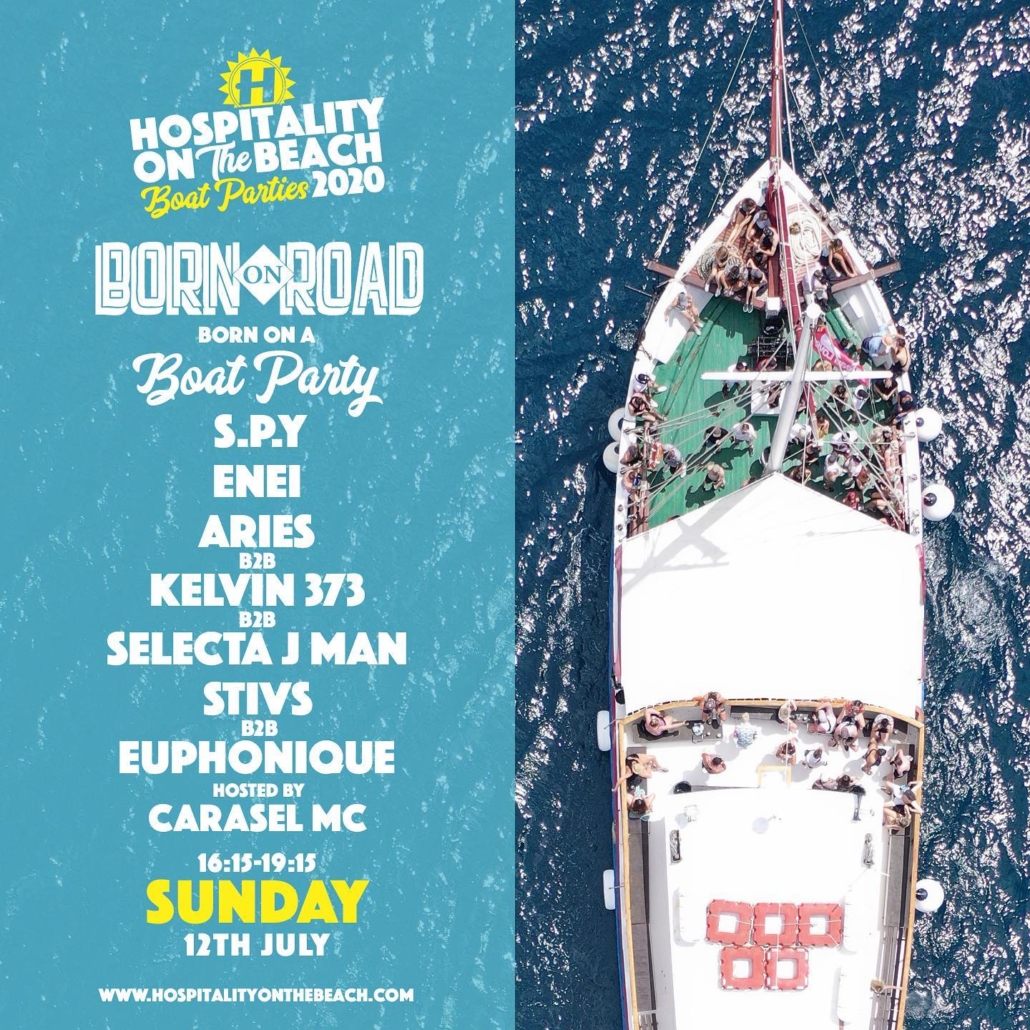 H
HOSPITALITY
ON The BEACH
Boat Parties 2020
BORN ON ROAD
BORN ON A
Boat Party
S.P.Y
ENEI
ARIES
B2B
KELVIN 373
B2B
SELECTA J MAN
STIVS
B2B
EUPHONIQUE
HOSTED BY
CARASEL MC
16:15-19:15
SUNDAY
12TH JULY
WWW.HOSPITALITYONTHEBEACH.COM